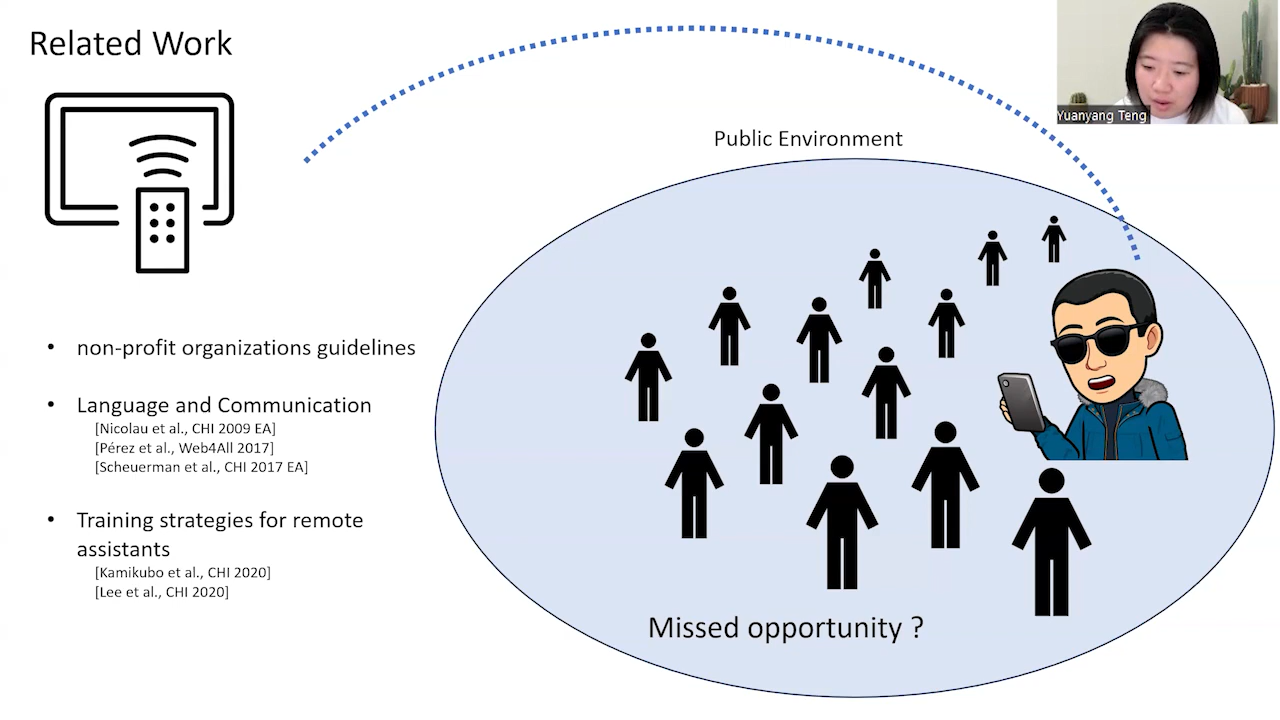 Related Work
Yuanyang Teng
Public Environment
• non-profit organizations guidelines
• Language and Communication
[Nicolau et al., CHI 2009 EA]
[Pérez et al., Web4All 2017]
[Scheuerman et al., CHI 2017 EA]
• Training strategies for remote
assistants
[Kamikubo et al., CHI 2020]
[Lee et al., CHI 2020]
Missed opportunity ?